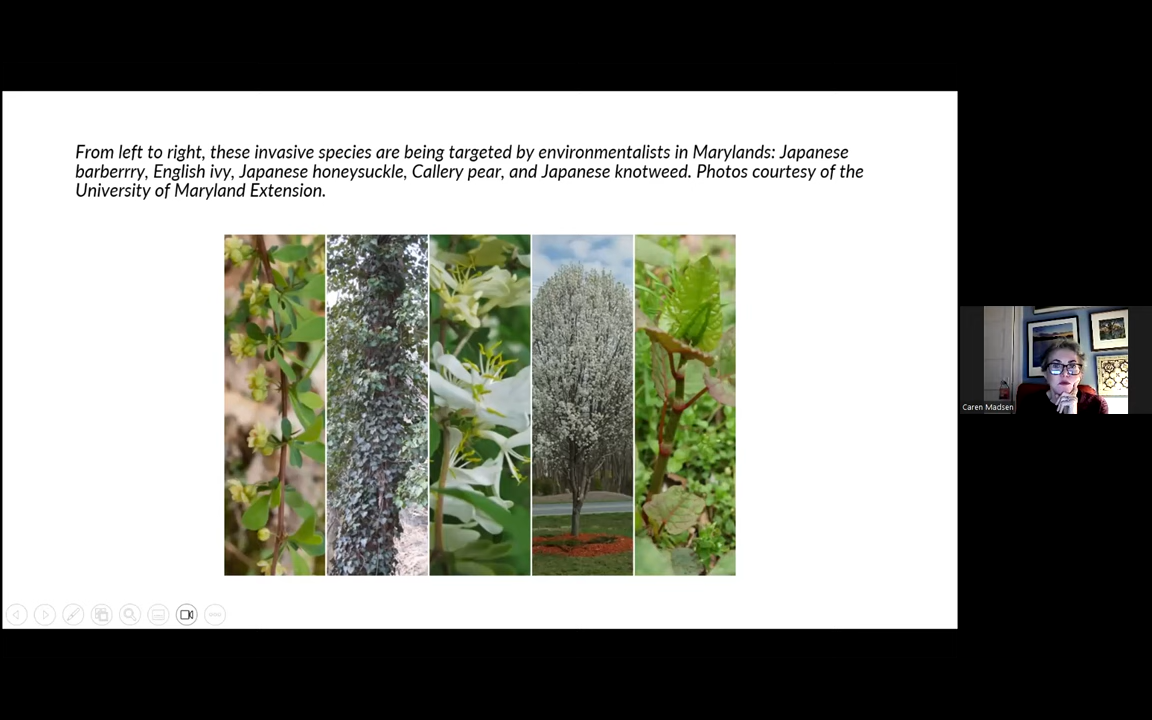 From left to right, these invasive species are being targeted by environmentalists in Marylands: Japanese
barberrry, English ivy, Japanese honeysuckle, Callery pear, and Japanese knotweed. Photos courtesy of the
University of Maryland Extension.
Caren Madsen